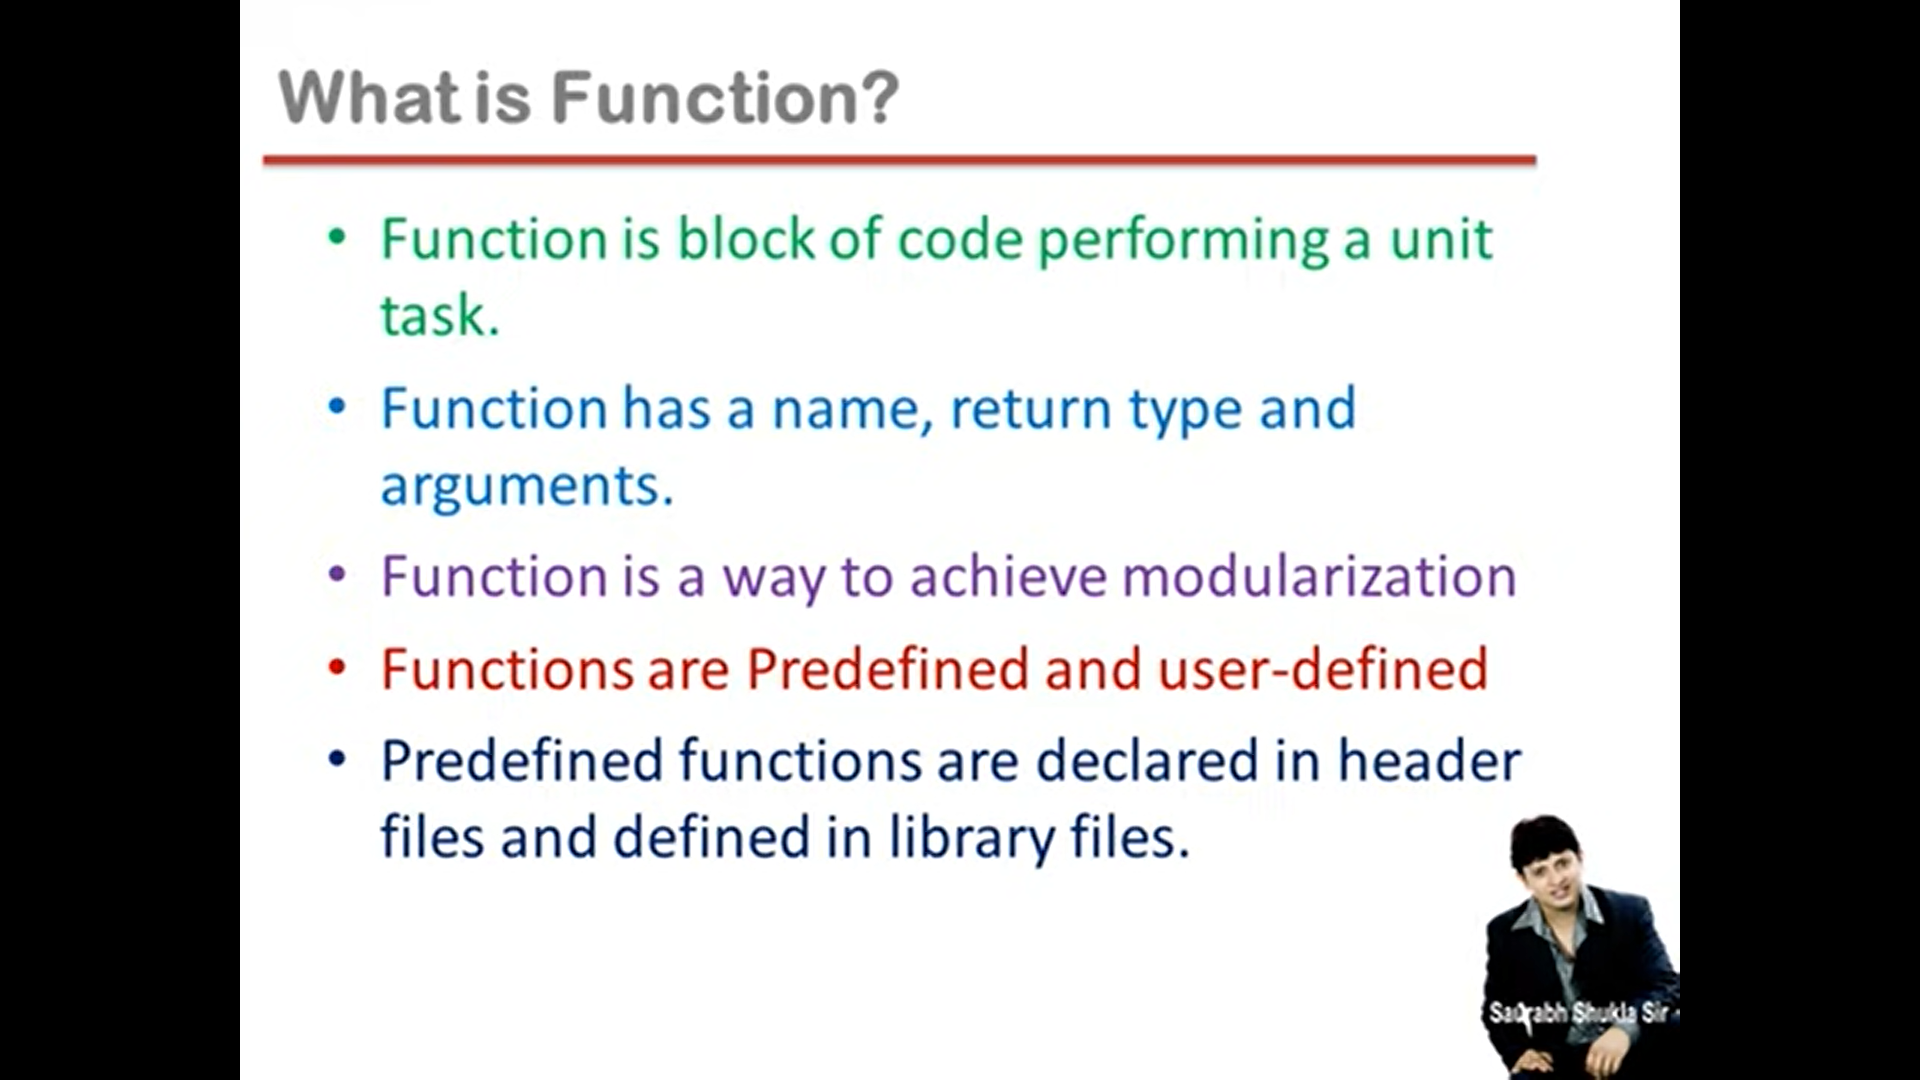 What is Function?
• Function is block of code performing a unit
task.
• Function has a name, return type and
arguments.
• Function is a way to achieve modularization
• Functions are Predefined and user-defined
• Predefined functions are declared in header
files and defined in library files.
Saurabh Shukla Sir